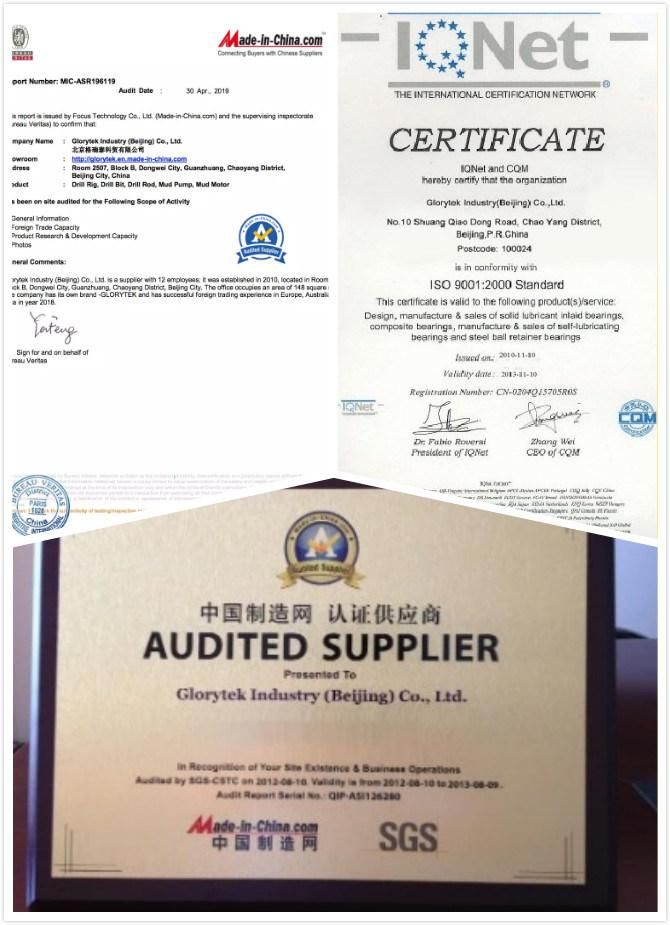 Made-in-China.com
Connecting Buyers with Chinese Suppliers
port Number: MIC-ASR196119
Audit Date : 30 Apr., 2019
is report is issued by Focus Technology Co., Ltd. (Made-in-China.com) and the supervising inspectorate
reau Veritas) to confirm that
mpany Name : Glorytek Industry (Beijing) Co., Ltd.
北京格瑞泰科贸有限公司
owroom : http://glorytek.en.made-in-china.com
dress : Room 2507, Block B, Dongwei City, Guanzhuang, Chaoyang District,
Beijing City, China
oduct : Drill Rig, Drill Bit, Drill Rod, Mud Pump, Mud Motor
s been on site audited for the Following Scope of Activity
General Information
Foreign Trade Capacity
Product Research & Development Capacity
Photos
Audited Supplier
neral Comments:
rytek Industry (Beijing) Co., Ltd. is a supplier with 12 employees; it was established in 2010, located in Room
ck B, Dongwei City, Guanzhuang, Chaoyang District, Beijing City. The office occupies an area of 148 square
e company has its own brand -GLORYTEK and has successful foreign trading experience in Europe, Australi
a in year 2018.
Sign for and on behalf of
reau Veritas
BUREAU VERITAS
District
PARIS
1828
China
IQNet
THE INTERNATIONAL CERTIFICATION NETWORK
CERTIFICATE
IQNet and CQM
hereby certify that the organization
Glorytek Industry(Beijing) Co.,Ltd.
No.10 Shuang Qiao Dong Road, Chao Yang District,
Beijing,P.R.China
Postcode: 100024
is in conformity with
ISO 9001:2000 Standard
This certificate is valid to the following product(s)/service:
Design, manufacture & sales of solid lubricant inlaid bearings,
composite bearings, manufacture & sales of self-lubricating
bearings and steel ball retainer bearings
Issued on: 2010-11-10
Validity date: 2013-11-10
Registration Number: CN-0204Q15705R0S
IQNet
CQM
Dr. Fabio Roversi Zhang Wei
President of IQNet CEO of CQM
Made-in-China.com
Audited Supplier
中国制造网 认证供应商
AUDITED SUPPLIER
Presented To
Glorytek Industry (Beijing) Co., Ltd.
In Recognition of Your Site Existence & Business Operations
Audited by SGS-CSTC on 2012-08-10. Validity is from 2012-08-10 to 2013-08-09.
Audit Report Serial No.: QIP-ASI126280
Made-in-China.com
中国制造网
SGS